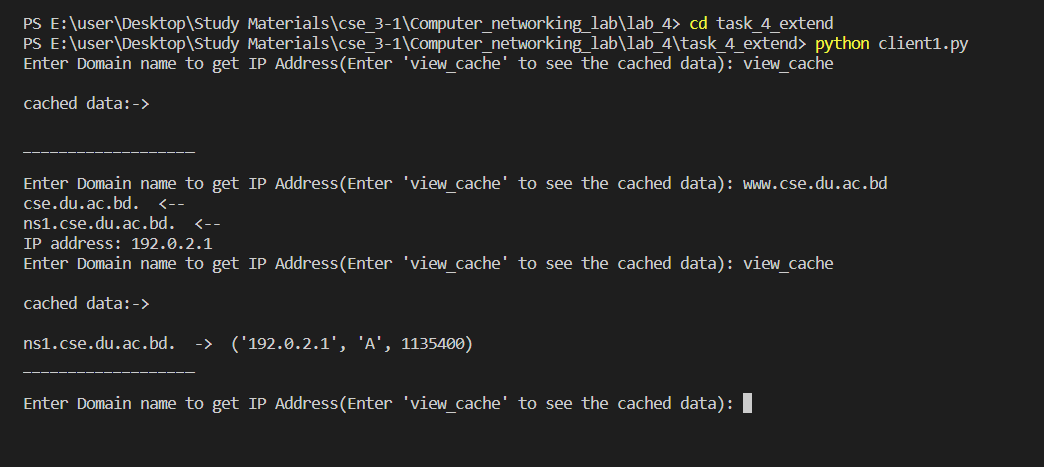 PS E:\user\Desktop\Study Materials\cse_3-1\Computer_networking_lab\lab_4> cd task_4_extend
PS E:\user\Desktop\Study Materials\cse_3-1\Computer_networking_lab\lab_4\task_4_extend> python client1.py
Enter Domain name to get IP Address(Enter 'view_cache' to see the cached data): view_cache
cached data:->
___________________
Enter Domain name to get IP Address(Enter 'view_cache' to see the cached data): www.cse.du.ac.bd
cse.du.ac.bd.  <--
ns1.cse.du.ac.bd.  <--
IP address: 192.0.2.1
Enter Domain name to get IP Address(Enter 'view_cache' to see the cached data): view_cache
cached data:->
ns1.cse.du.ac.bd.  ->  ('192.0.2.1', 'A', 1135400)
___________________
Enter Domain name to get IP Address(Enter 'view_cache' to see the cached data):